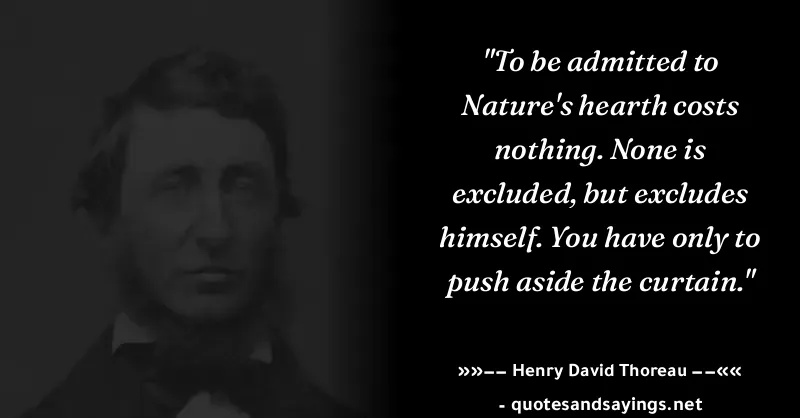 "To be admitted to
Nature's hearth costs
nothing. None is
excluded, but excludes
himself. You have only to
push aside the curtain."
»»–– Henry David Thoreau ––««
- quotesandsayings.net